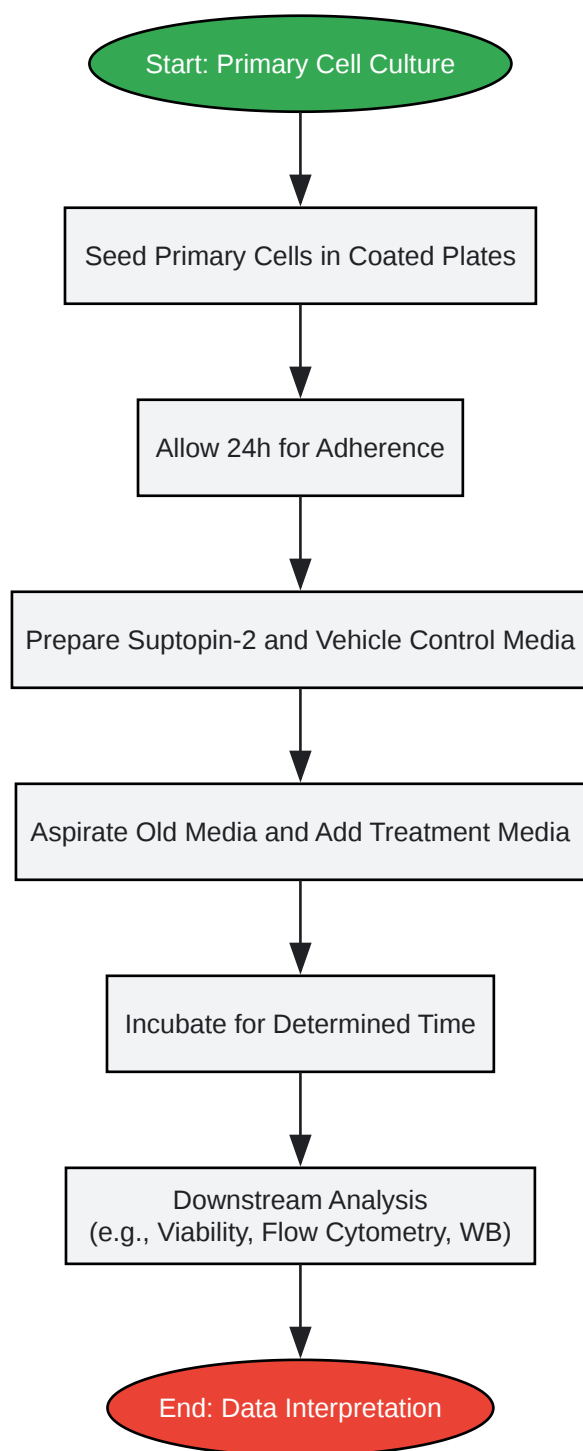 Start: Primary Cell Culture
Seed Primary Cells in Coated Plates
Allow 24h for Adherence
Prepare Suptopin-2 and Vehicle Control Media
Aspirate Old Media and Add Treatment Media
Incubate for Determined Time
Downstream Analysis
(e.g., Viability, Flow Cytometry, WB)
End: Data Interpretation